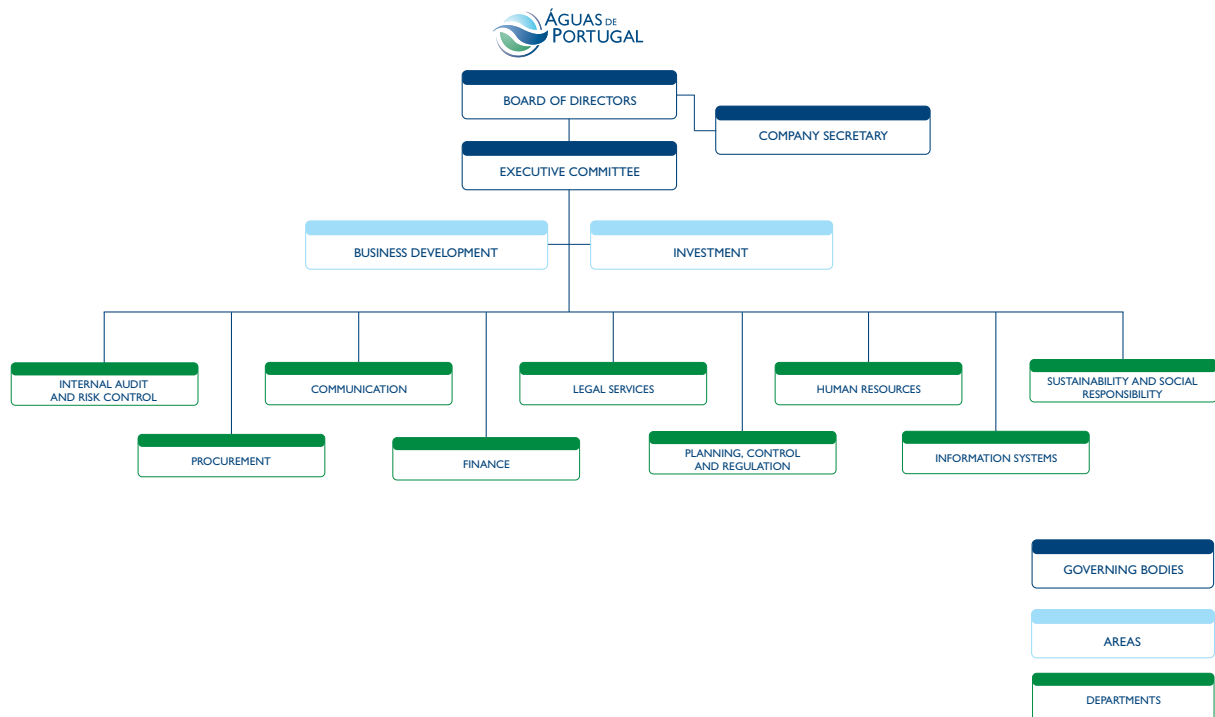 ÁGUAS DE
PORTUGAL
BOARD OF DIRECTORS
COMPANY SECRETARY
EXECUTIVE COMMITTEE
BUSINESS DEVELOPMENT
INVESTMENT
INTERNAL AUDIT
AND RISK CONTROL
COMMUNICATION
LEGAL SERVICES
HUMAN RESOURCES
SUSTAINABILITY AND SOCIAL
RESPONSIBILITY
PROCUREMENT
FINANCE
PLANNING, CONTROL
AND REGULATION
INFORMATION SYSTEMS
GOVERNING BODIES
AREAS
DEPARTMENTS